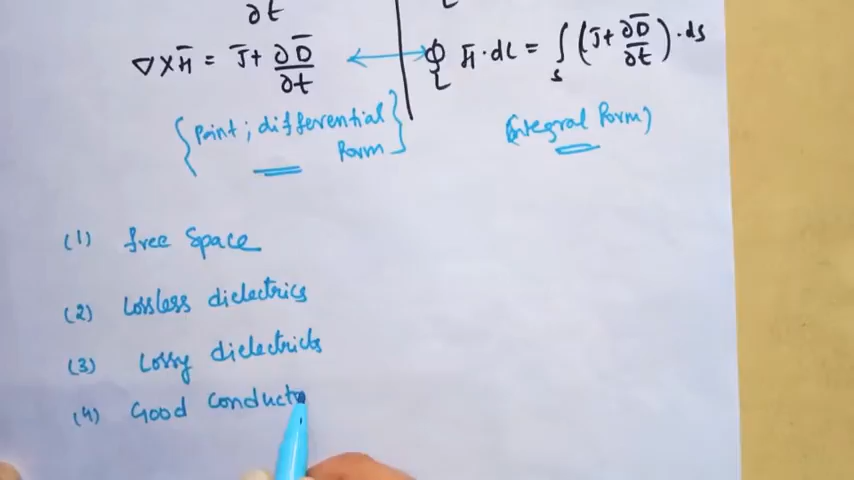 ∂t
∇×H̄ = J̄ + ∂D̄/∂t ⟷ ∮L H̄·dL = ∫s (J̄ + ∂D̄/∂t)·ds
{Point; differential form}
(Integral form)
(1) free space
(2) Lossless dielectrics
(3) Lossy dielectrics
(4) Good conducto